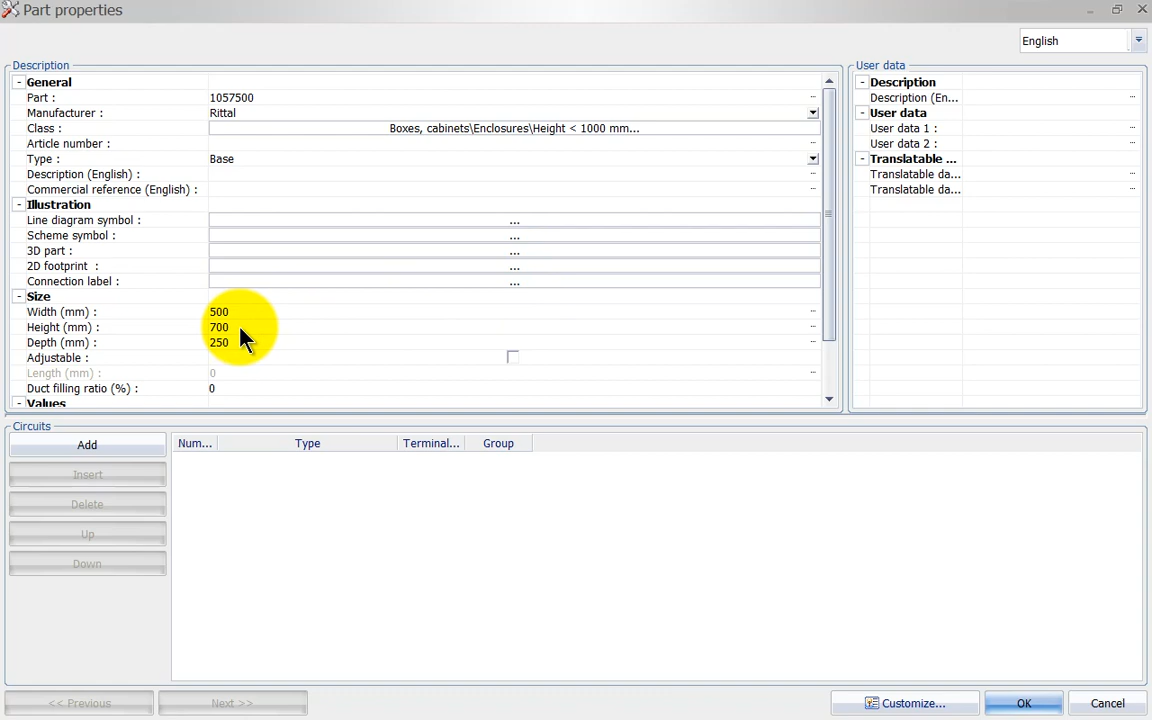 Part properties
English
Description
- General
Part : 1057500 ...
Manufacturer : Rittal
Class : Boxes, cabinets\Enclosures\Height < 1000 mm...
Article number : ...
Type : Base
Description (English) : ...
Commercial reference (English) : ...
- Illustration
Line diagram symbol : ...
Scheme symbol : ...
3D part : ...
2D footprint : ...
Connection label : ...
- Size
Width (mm) : 500 ...
Height (mm) : 700 ...
Depth (mm) : 250 ...
Adjustable :
Length (mm) : 0 ...
Duct filling ratio (%) : 0
- Values
User data
- Description
Description (En... ...
- User data
User data 1 : ...
User data 2 : ...
- Translatable ...
Translatable da... ...
Translatable da... ...
Circuits
Add
Insert
Delete
Up
Down
Num... Type Terminal... Group
<< Previous Next >> Customize... OK Cancel